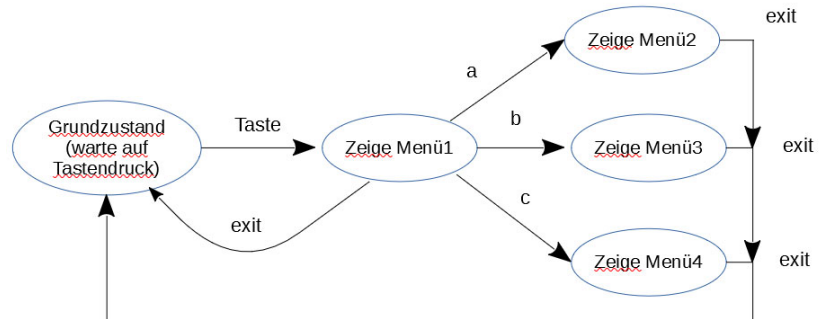 exit
Zeige Menü2
a
Grundzustand
(warte auf
Tastendruck)
Taste
Zeige Menü1
b
Zeige Menü3
exit
c
exit
Zeige Menü4
exit